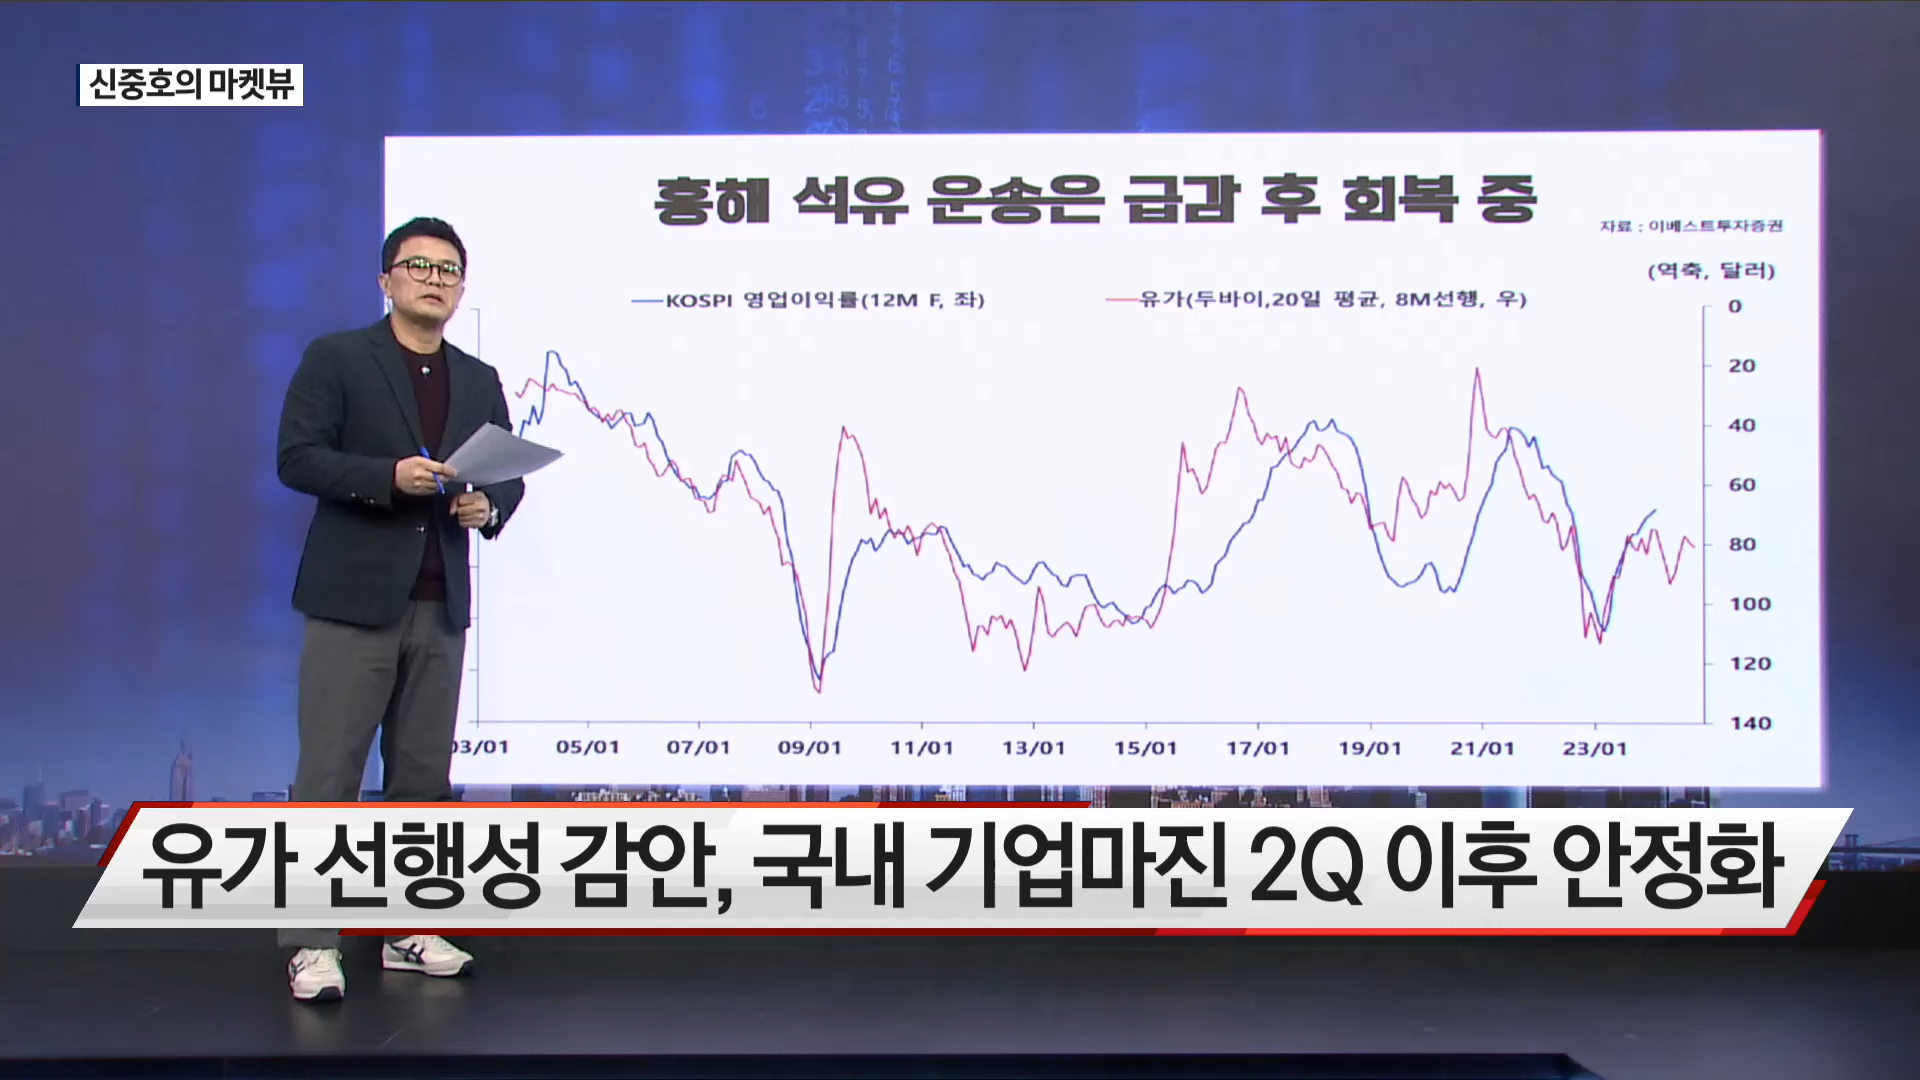 신중호의 마켓뷰
홍해 석유 운송은 급감 후 회복 중
자료 : 이베스트투자증권
(역축, 달러)
KOSPI 영업이익률(12M F, 좌)
유가(두바이,20일 평균, 8M선행, 우)
0
20
40
60
80
100
120
140
03/01 05/01 07/01 09/01 11/01 13/01 15/01 17/01 19/01 21/01 23/01
유가 선행성 감안, 국내 기업마진 2Q 이후 안정화